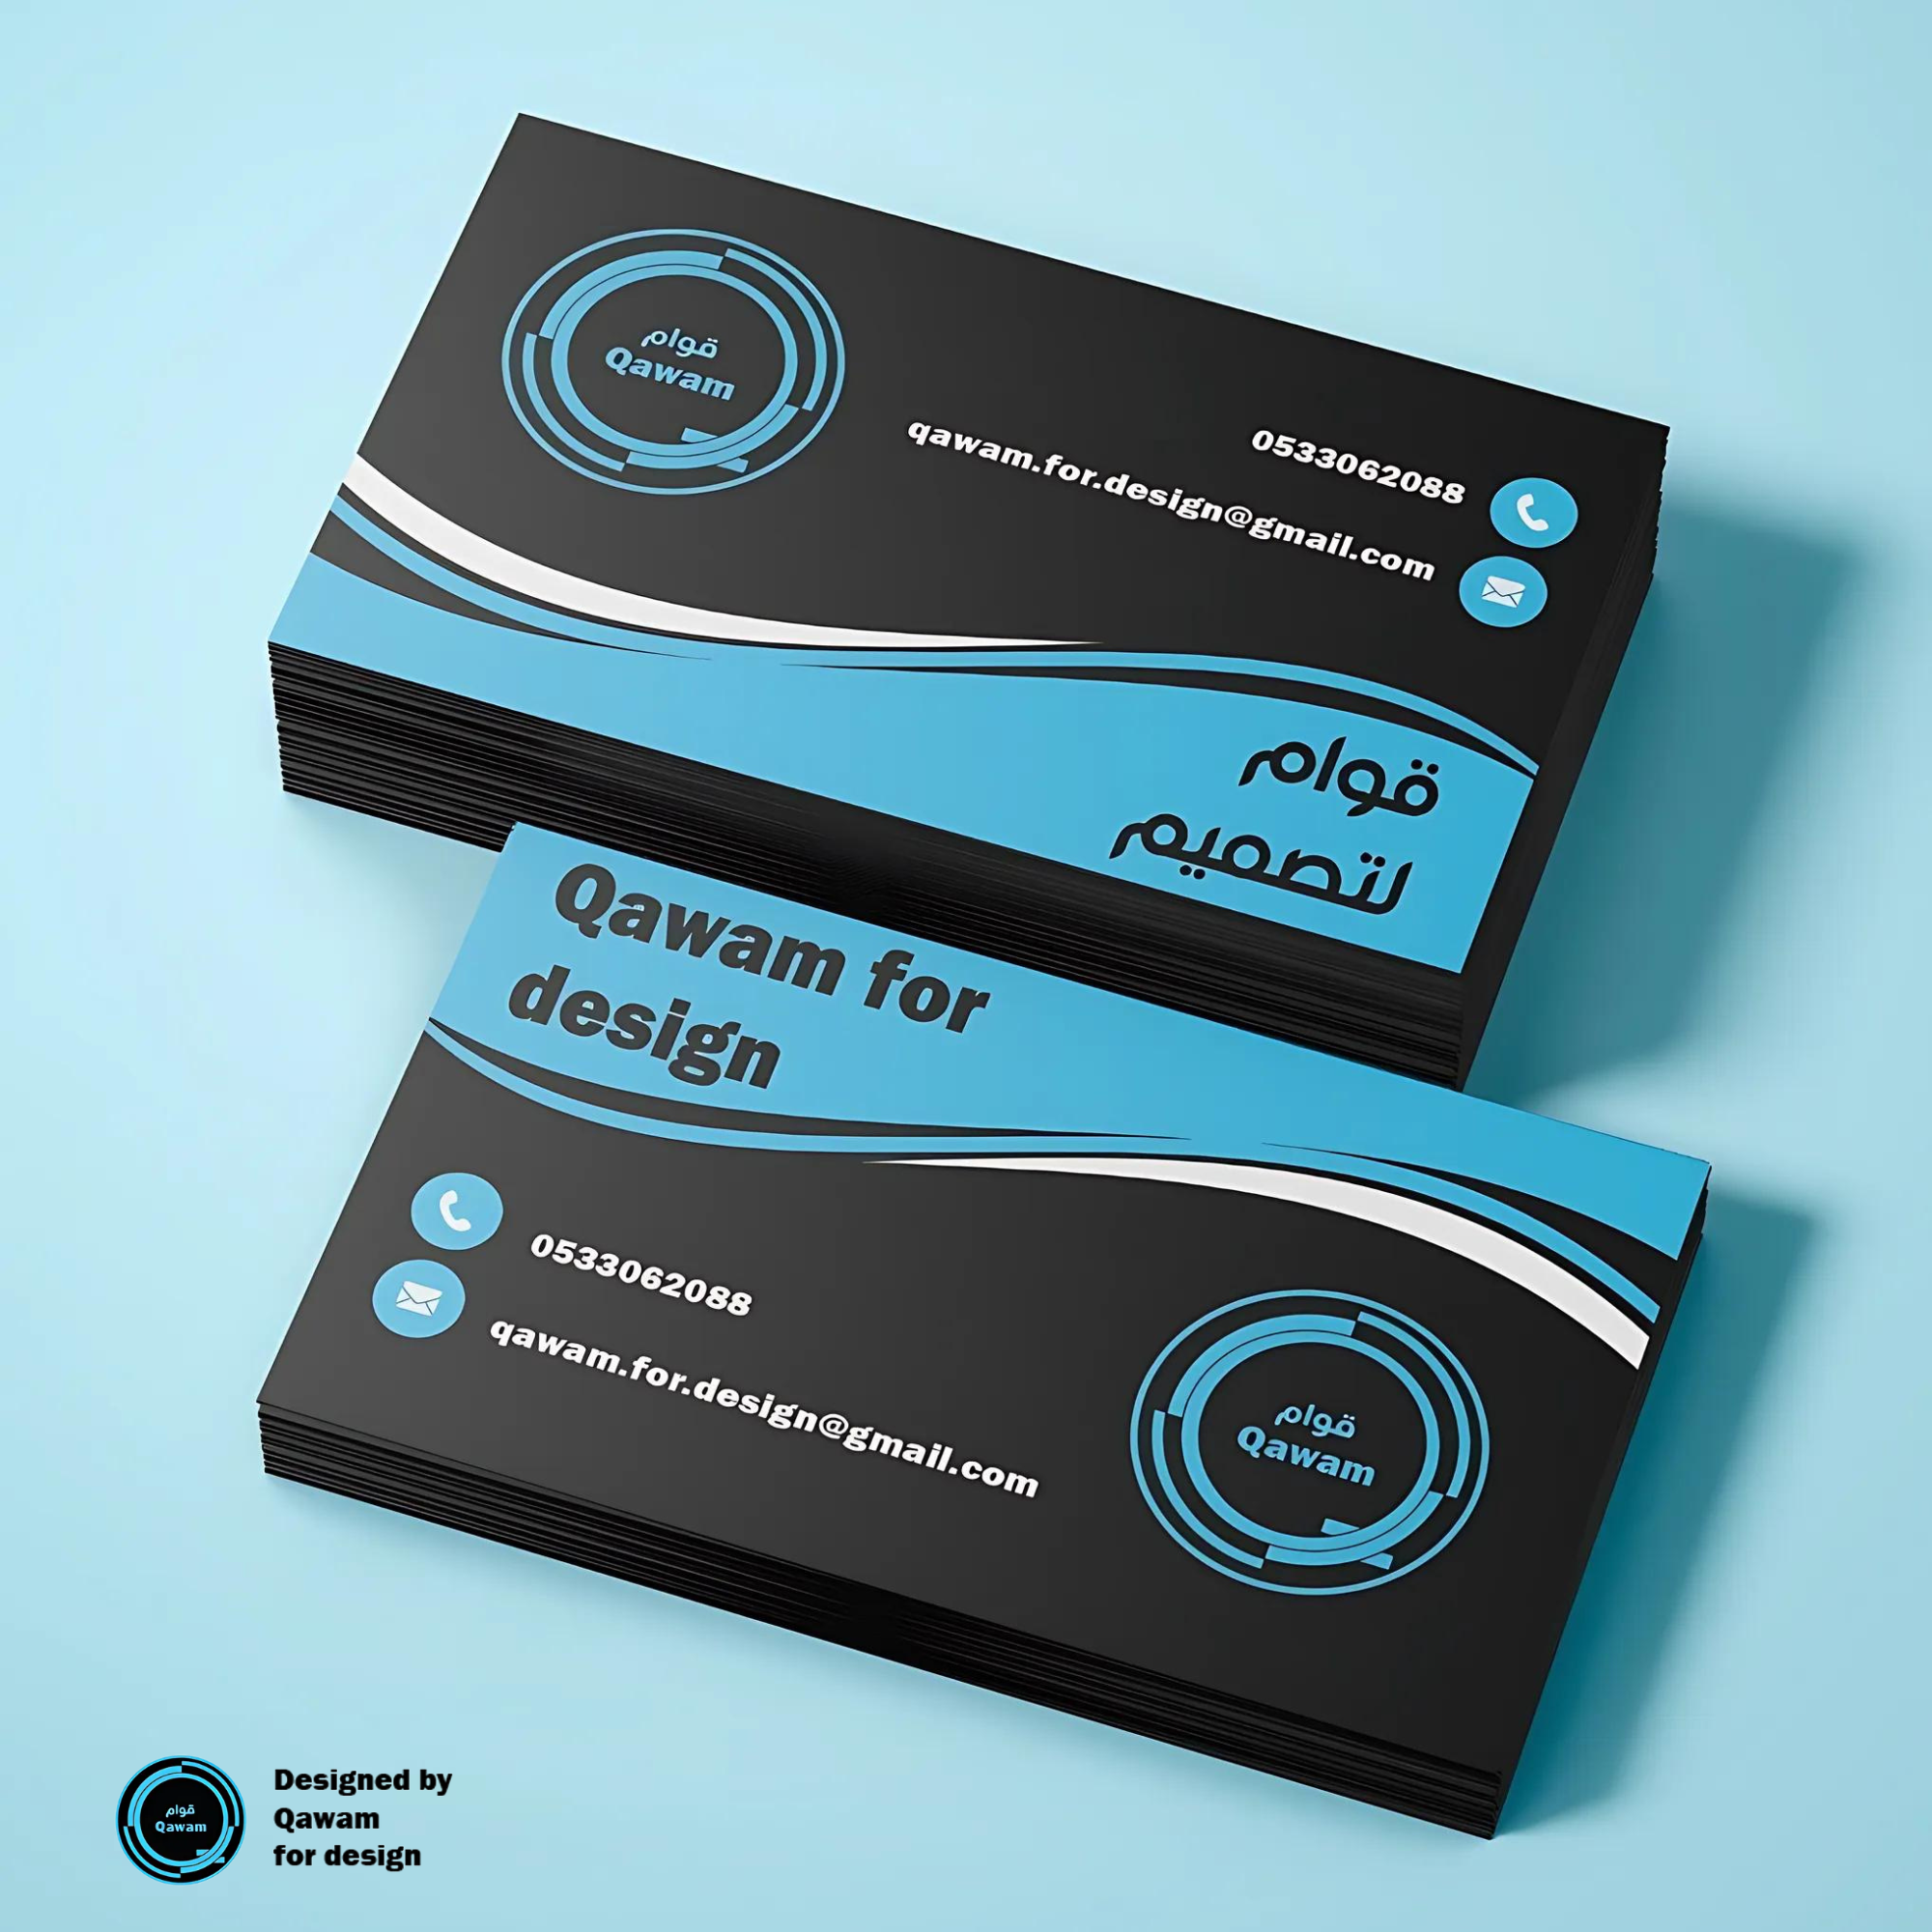 قوام
Qawam
0533062088
qawam.for.design@gmail.com
قوام
لتصميم
Qawam for
design
0533062088
qawam.for.design@gmail.com
قوام
Qawam
قوام
Qawam
Designed by
Qawam
for design